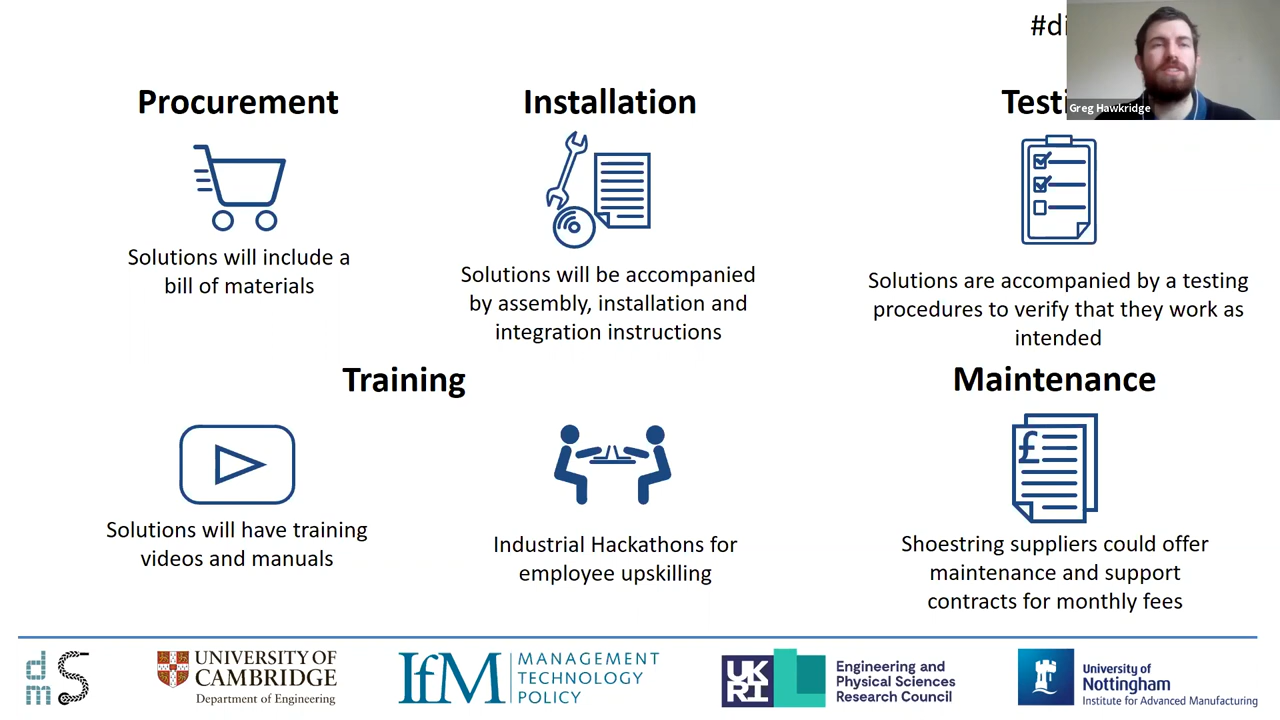 #di
Greg Hawkridge
Procurement
Installation
Testi
Solutions will include a
bill of materials
Solutions will be accompanied
by assembly, installation and
integration instructions
Solutions are accompanied by a testing
procedures to verify that they work as
intended
Training
Maintenance
£
Solutions will have training
videos and manuals
Industrial Hackathons for
employee upskilling
Shoestring suppliers could offer
maintenance and support
contracts for monthly fees
dm S
UNIVERSITY OF
CAMBRIDGE
Department of Engineering
IfM
MANAGEMENT
TECHNOLOGY
POLICY
UK
RI
Engineering and
Physical Sciences
Research Council
University of
Nottingham
Institute for Advanced Manufacturing